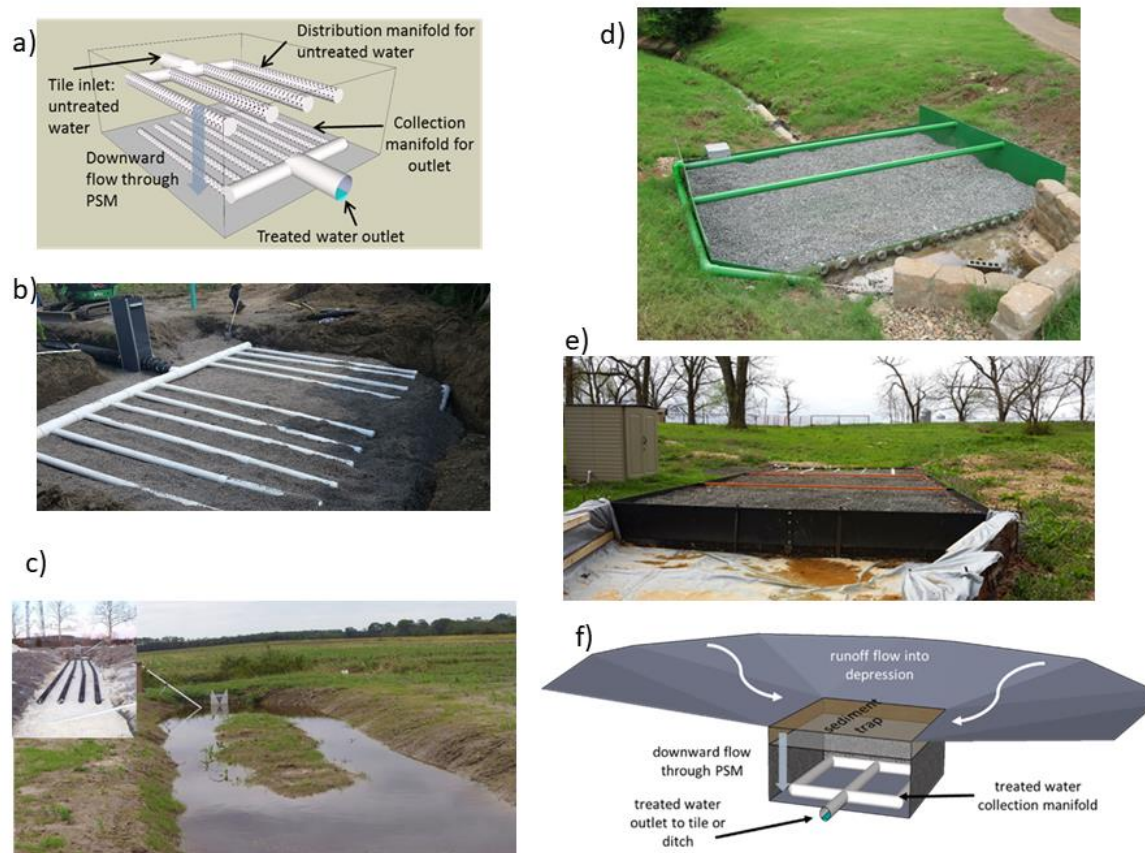 a)
Distribution manifold for
untreated water
Tile inlet:
untreated
water
Collection
manifold for
outlet
Downward
flow through
PSM
Treated water outlet
b)
c)
d)
e)
f)
runoff flow into
depression
sediment
trap
downward flow
through PSM
treated water
collection manifold
treated water
outlet to tile or
ditch